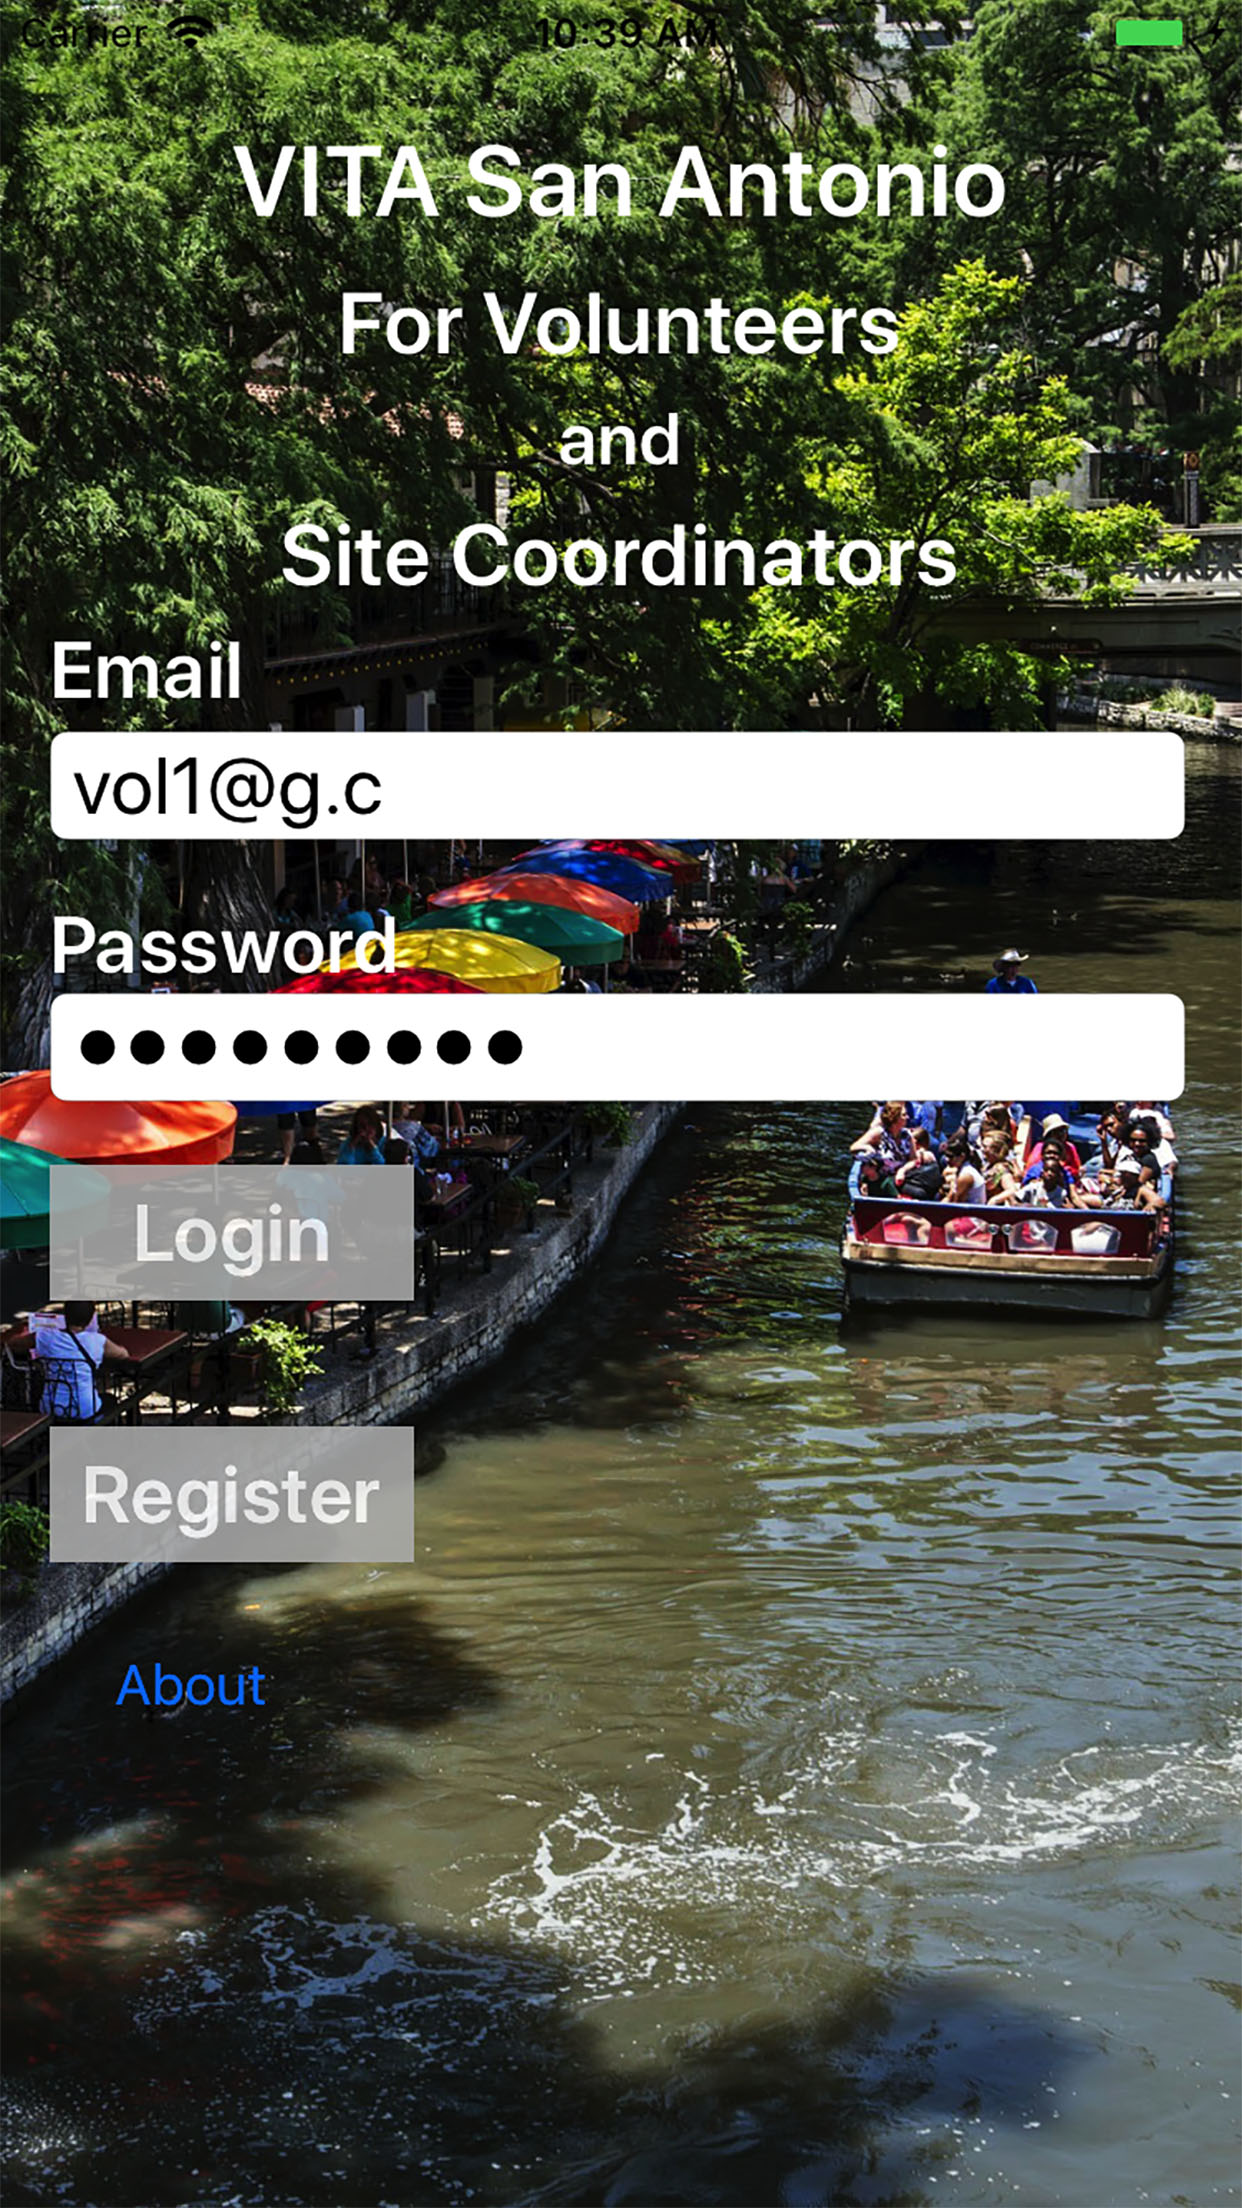 Carrier 10:39 AM
VITA San Antonio
For Volunteers
and
Site Coordinators
Email
vol1@g.c
Password
●●●●●●●●●
Login
Register
About